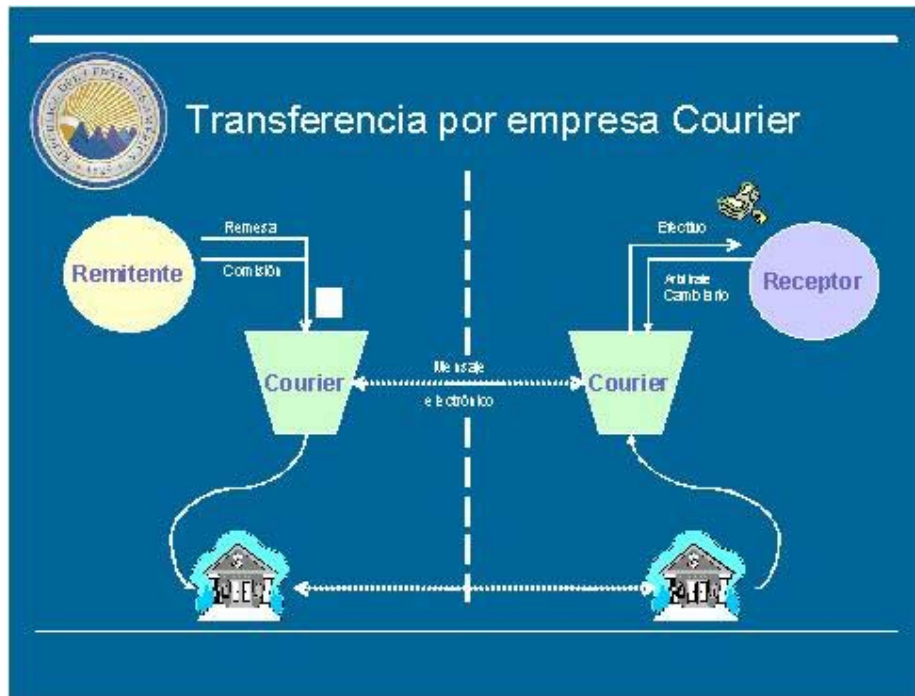 Transferencia por empresa Courier
Remesa
Comisión
Remitente
Efectivo
Arbitraje
Cambiario
Receptor
Courier
Mensaje
electrónico
Courier